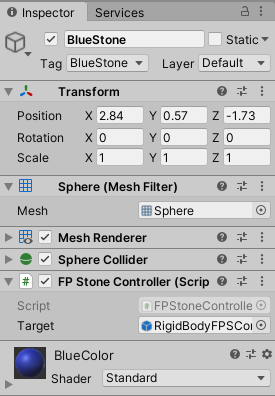 Inspector Services
BlueStone Static
Tag BlueStone Layer Default
Transform
Position X 2.84 Y 0.57 Z -1.73
Rotation X 0 Y 0 Z 0
Scale X 1 Y 1 Z 1
Sphere (Mesh Filter)
Mesh Sphere
Mesh Renderer
Sphere Collider
FP Stone Controller (Scrip
Script FPStoneControlle
Target RigidBodyFPSCon
BlueColor
Shader Standard